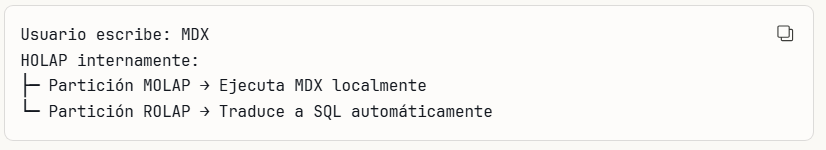 Usuario escribe: MDX
HOLAP internamente:
├─ Partición MOLAP → Ejecuta MDX localmente
└─ Partición ROLAP → Traduce a SQL automáticamente